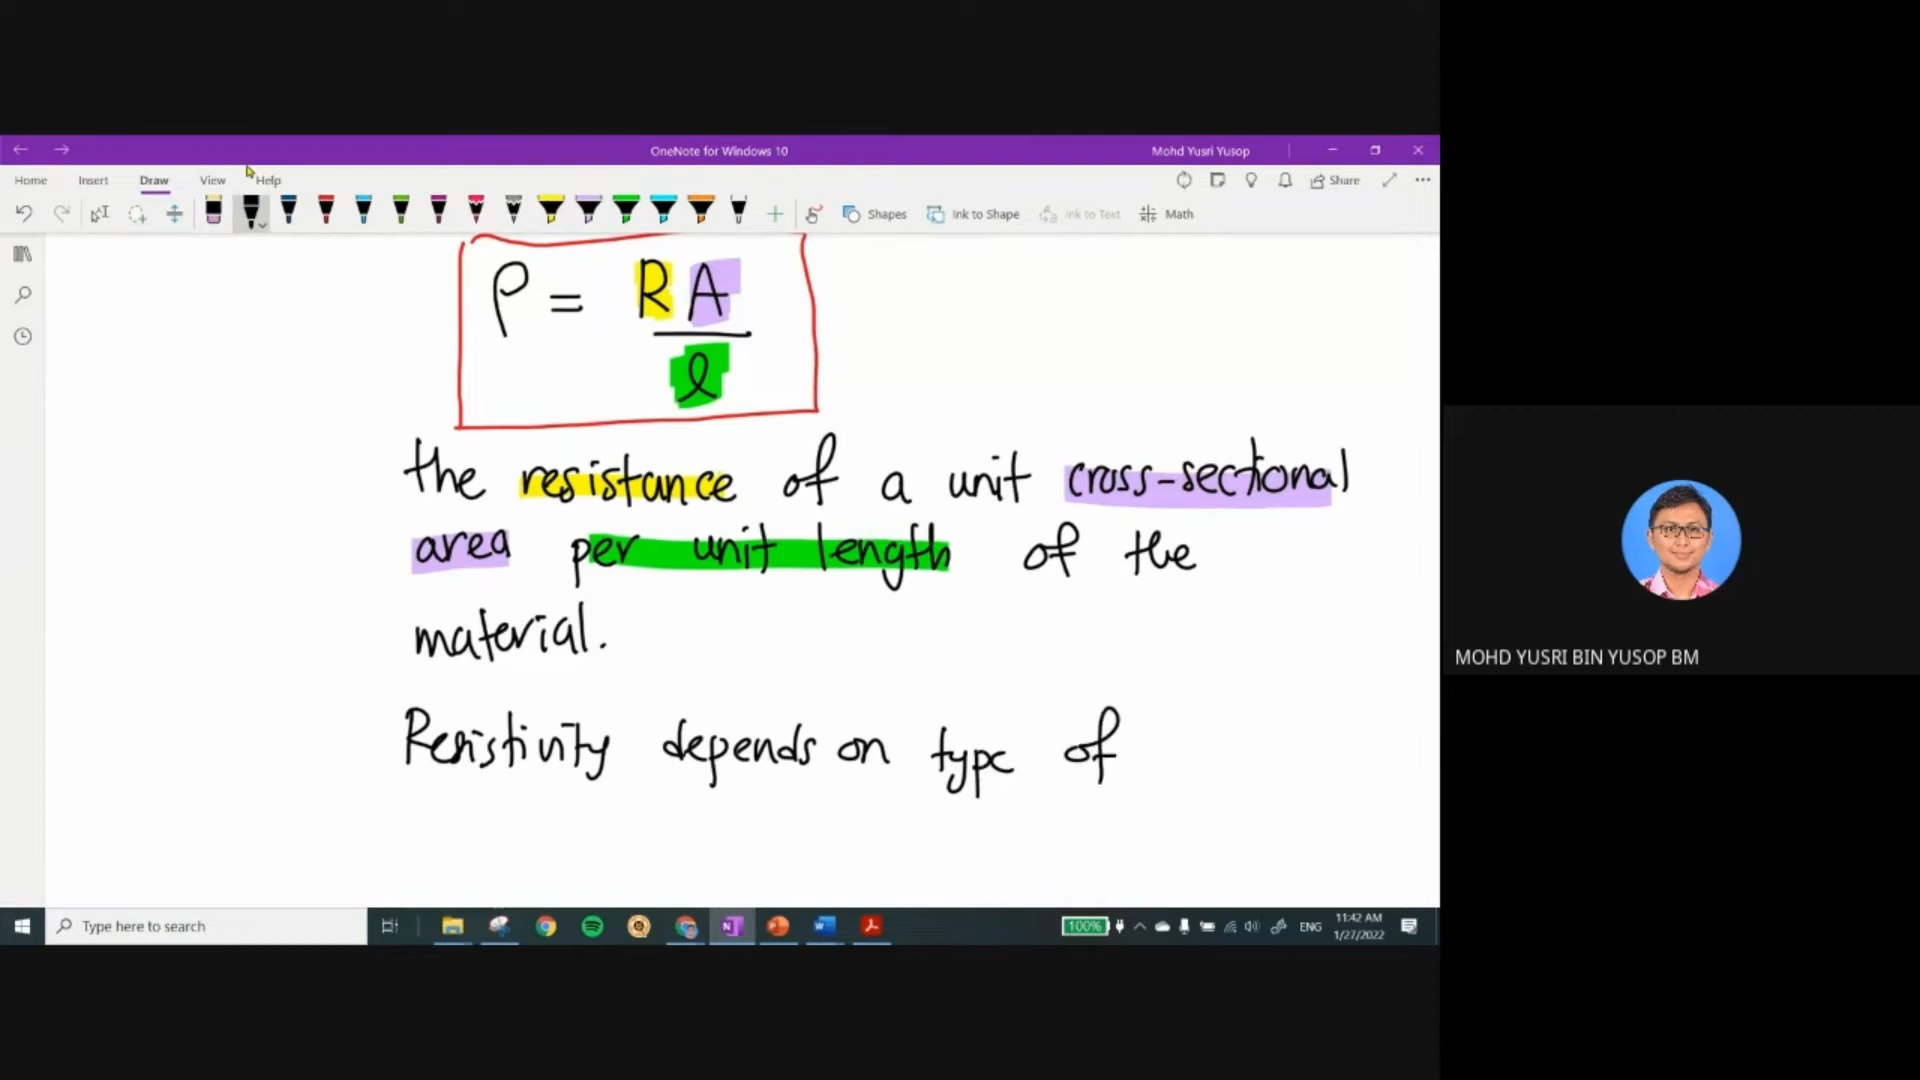 OneNote for Windows 10
Mohd Yusri Yusop
Home Insert Draw View Help
Share
Shapes Ink to Shape Ink to Text Math
ρ = RA
l
the resistance of a unit cross-sectional
area per unit length of the
material.
Resistivity depends on type of
MOHD YUSRI BIN YUSOP BM
Type here to search
100%
ENG
11:42 AM
1/27/2022